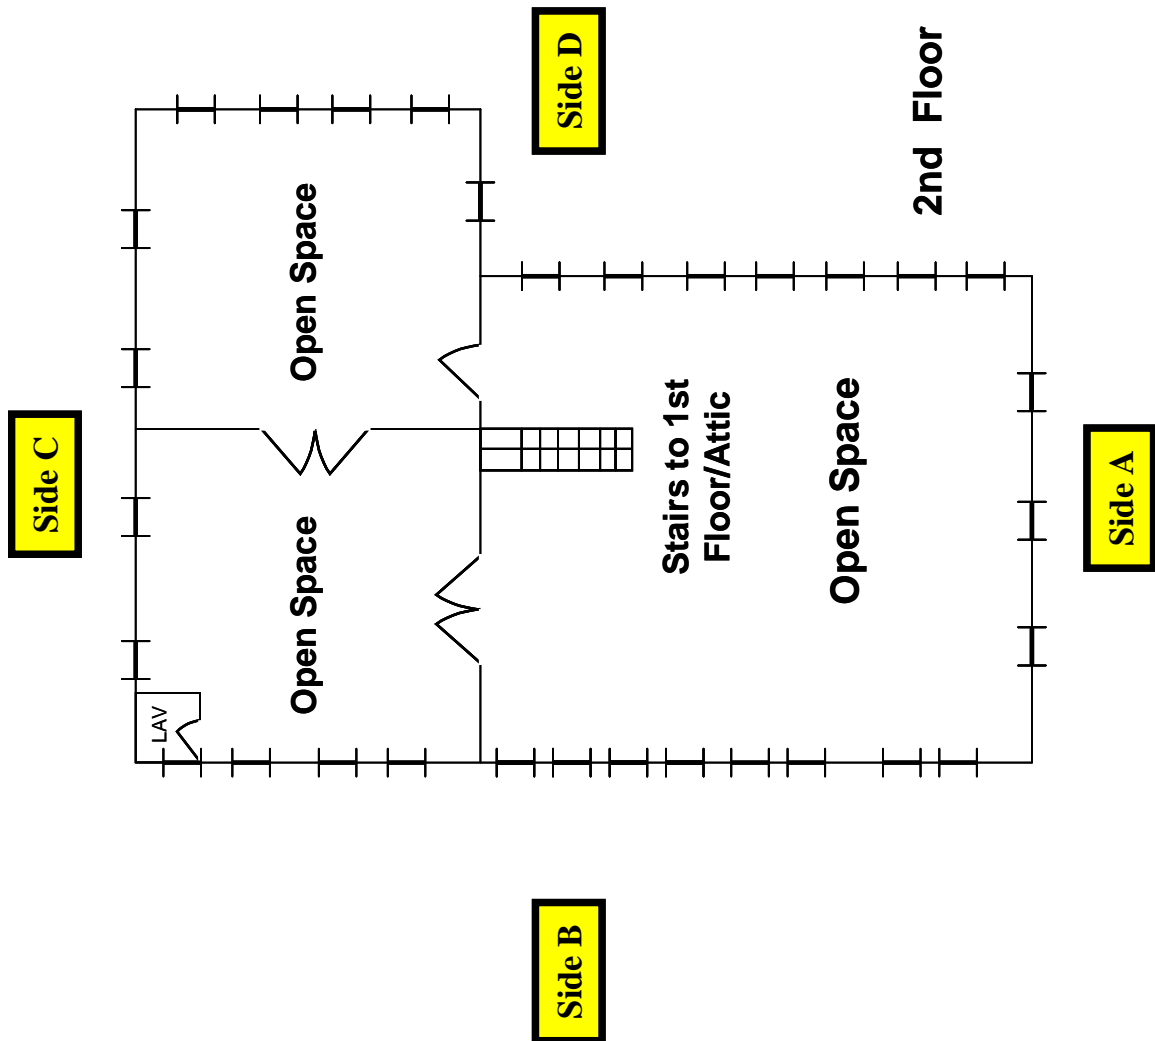 Side C
LAV
Open Space
Open Space
Side B
Side D
Stairs to 1st
Floor/Attic
Open Space
2nd Floor
Side A